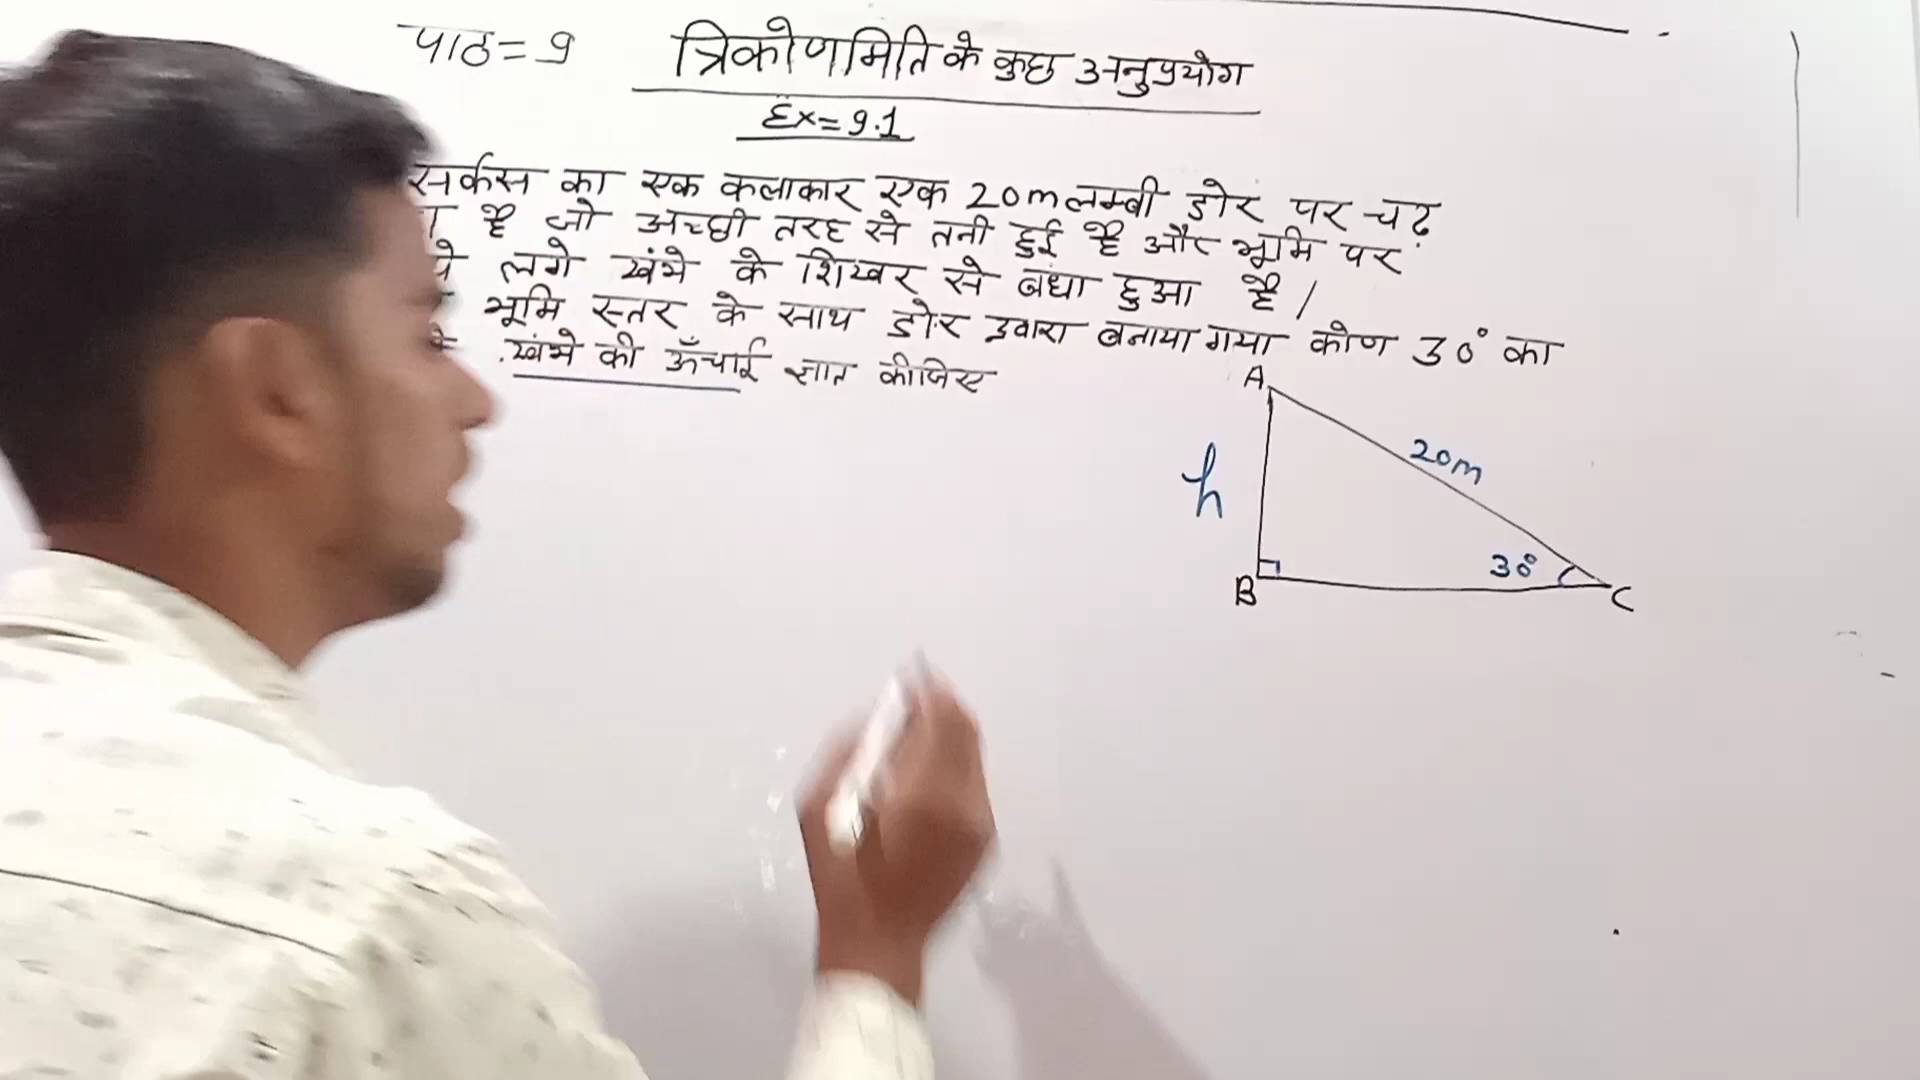 पाठ=9 त्रिकोणमिति के कुछ अनुप्रयोग
Ex=9.1
सर्कस का एक कलाकार एक 20m लम्बी डोर पर चढ़
है जो अच्छी तरह से तनी हुई है और भूमि पर
लगे खंभे के शिखर से बंधा हुआ है।
भूमि स्तर के साथ डोर द्वारा बनाया गया कोण 30° का
खंभे की ऊँचाई ज्ञात कीजिए
A
20m
h
30°
B
C